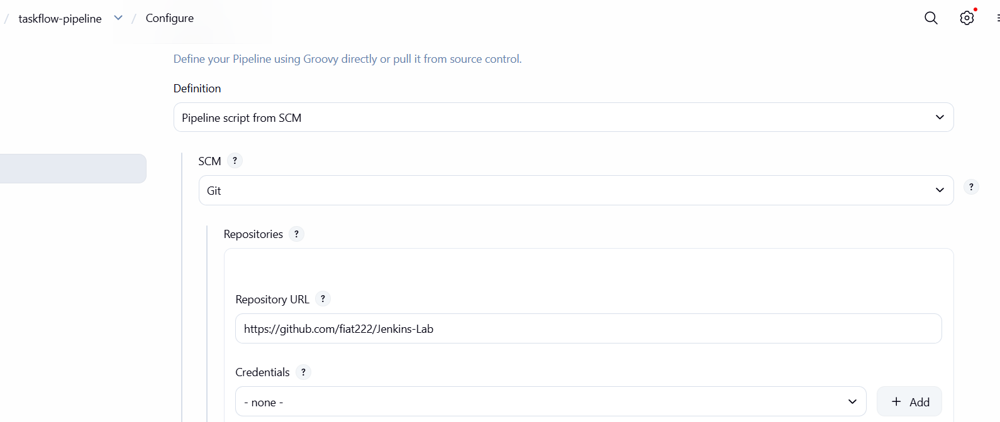 / taskflow-pipeline / Configure
Define your Pipeline using Groovy directly or pull it from source control.
Definition
Pipeline script from SCM
SCM ?
Git
?
Repositories ?
Repository URL ?
https://github.com/fiat222/Jenkins-Lab
Credentials ?
- none -
+ Add